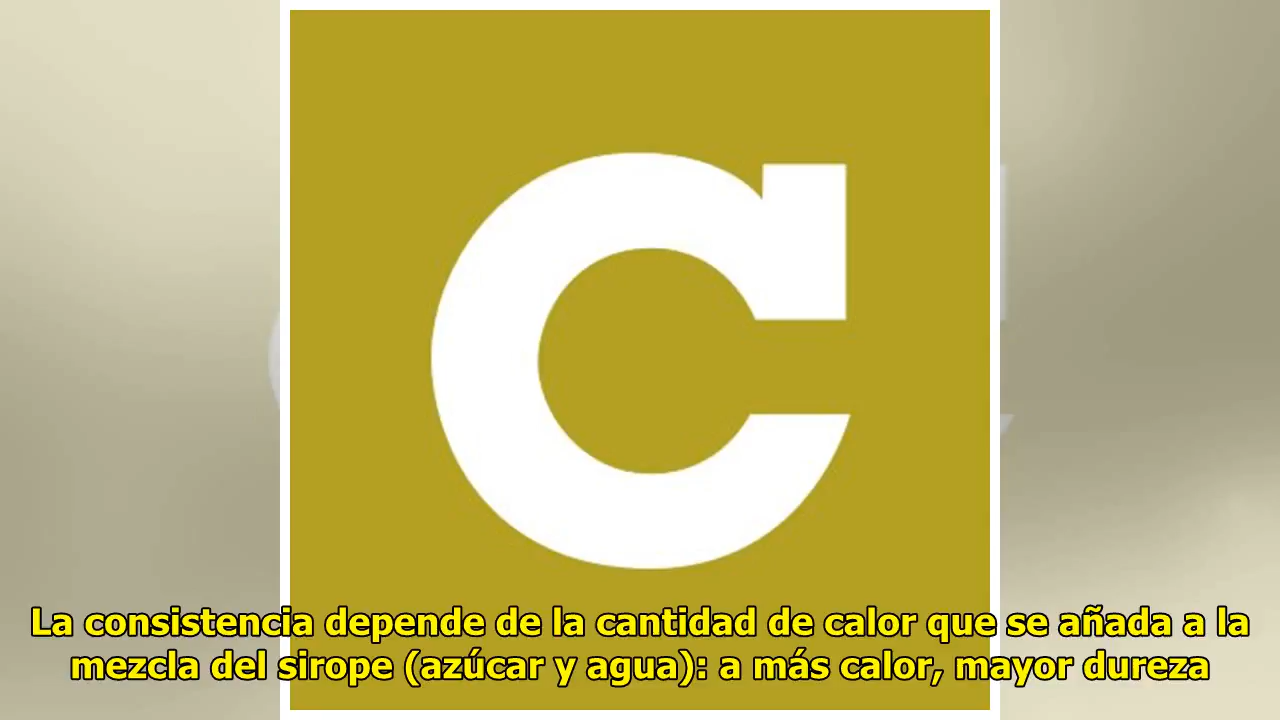 C
La consistencia depende de la cantidad de calor que se añada a la
mezcla del sirope (azúcar y agua): a más calor, mayor dureza